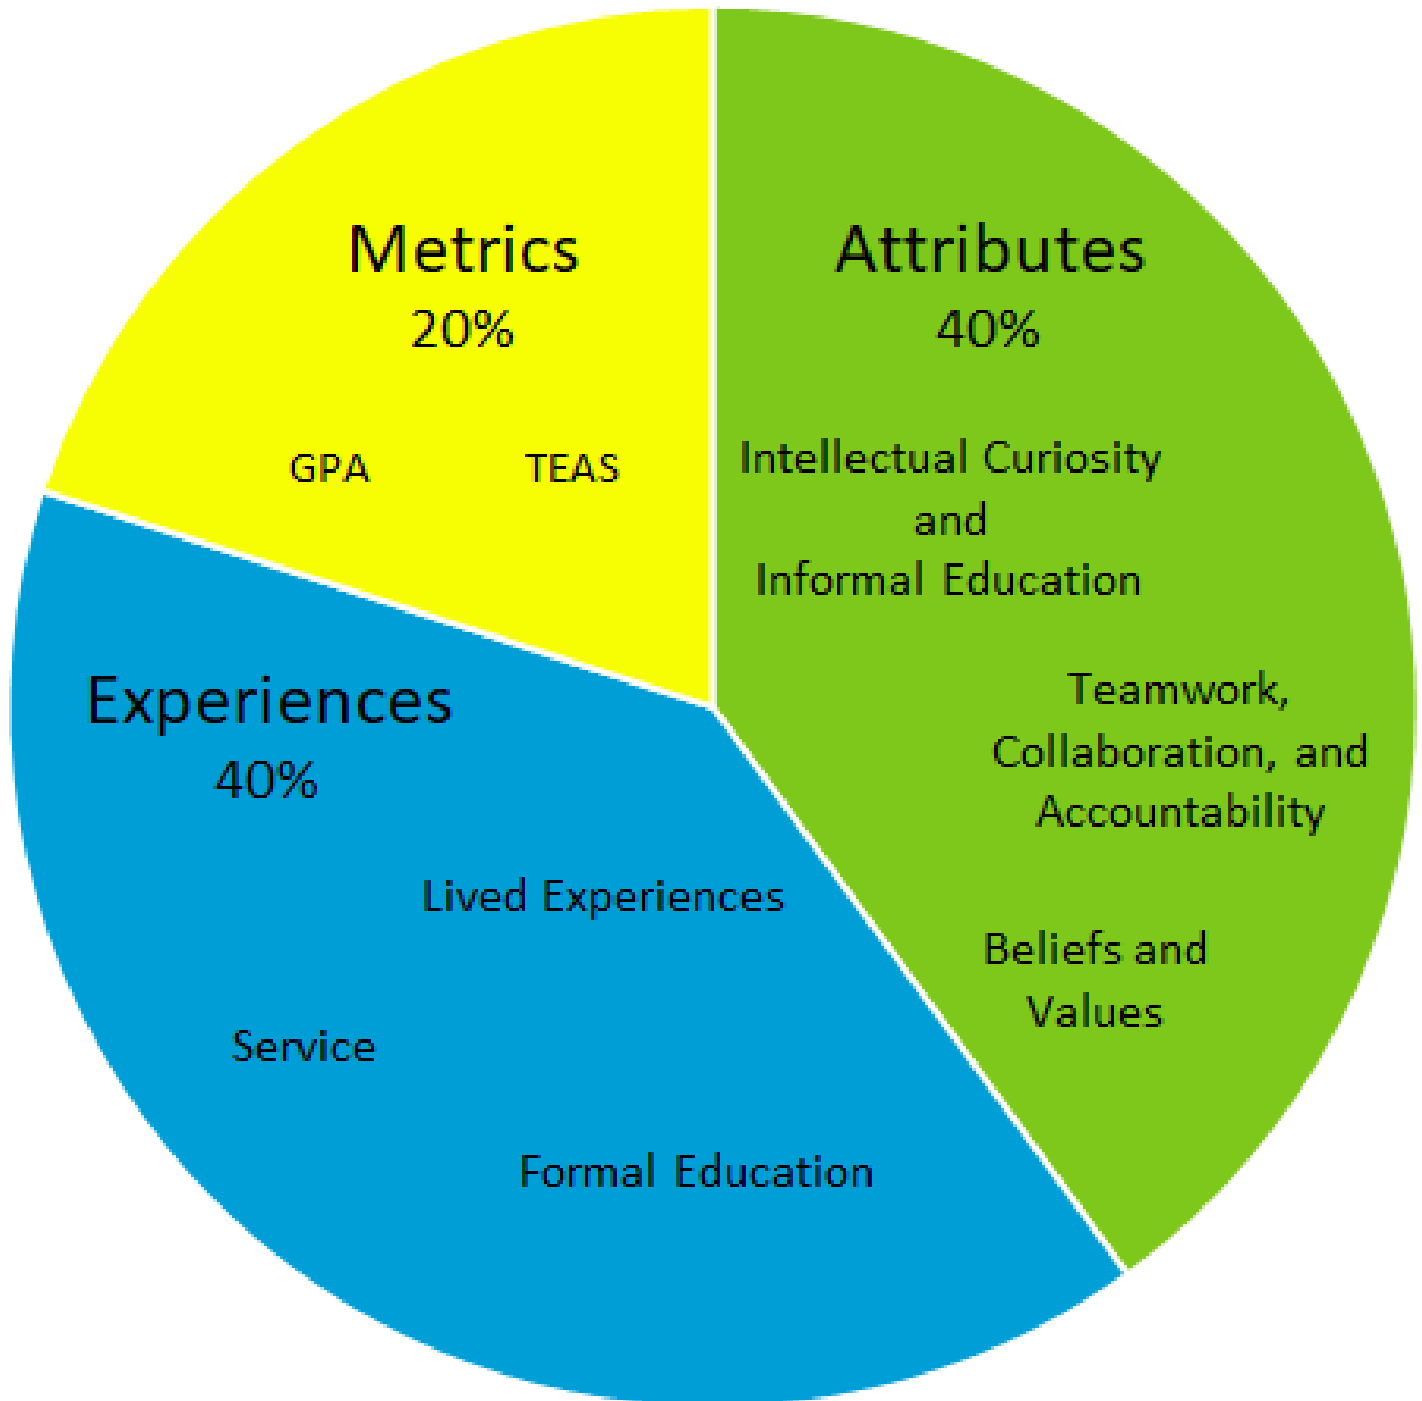 Metrics
20%
GPA
TEAS
Attributes
40%
Intellectual Curiosity
and
Informal Education
Teamwork,
Collaboration, and
Accountability
Beliefs and
Values
Experiences
40%
Lived Experiences
Service
Formal Education